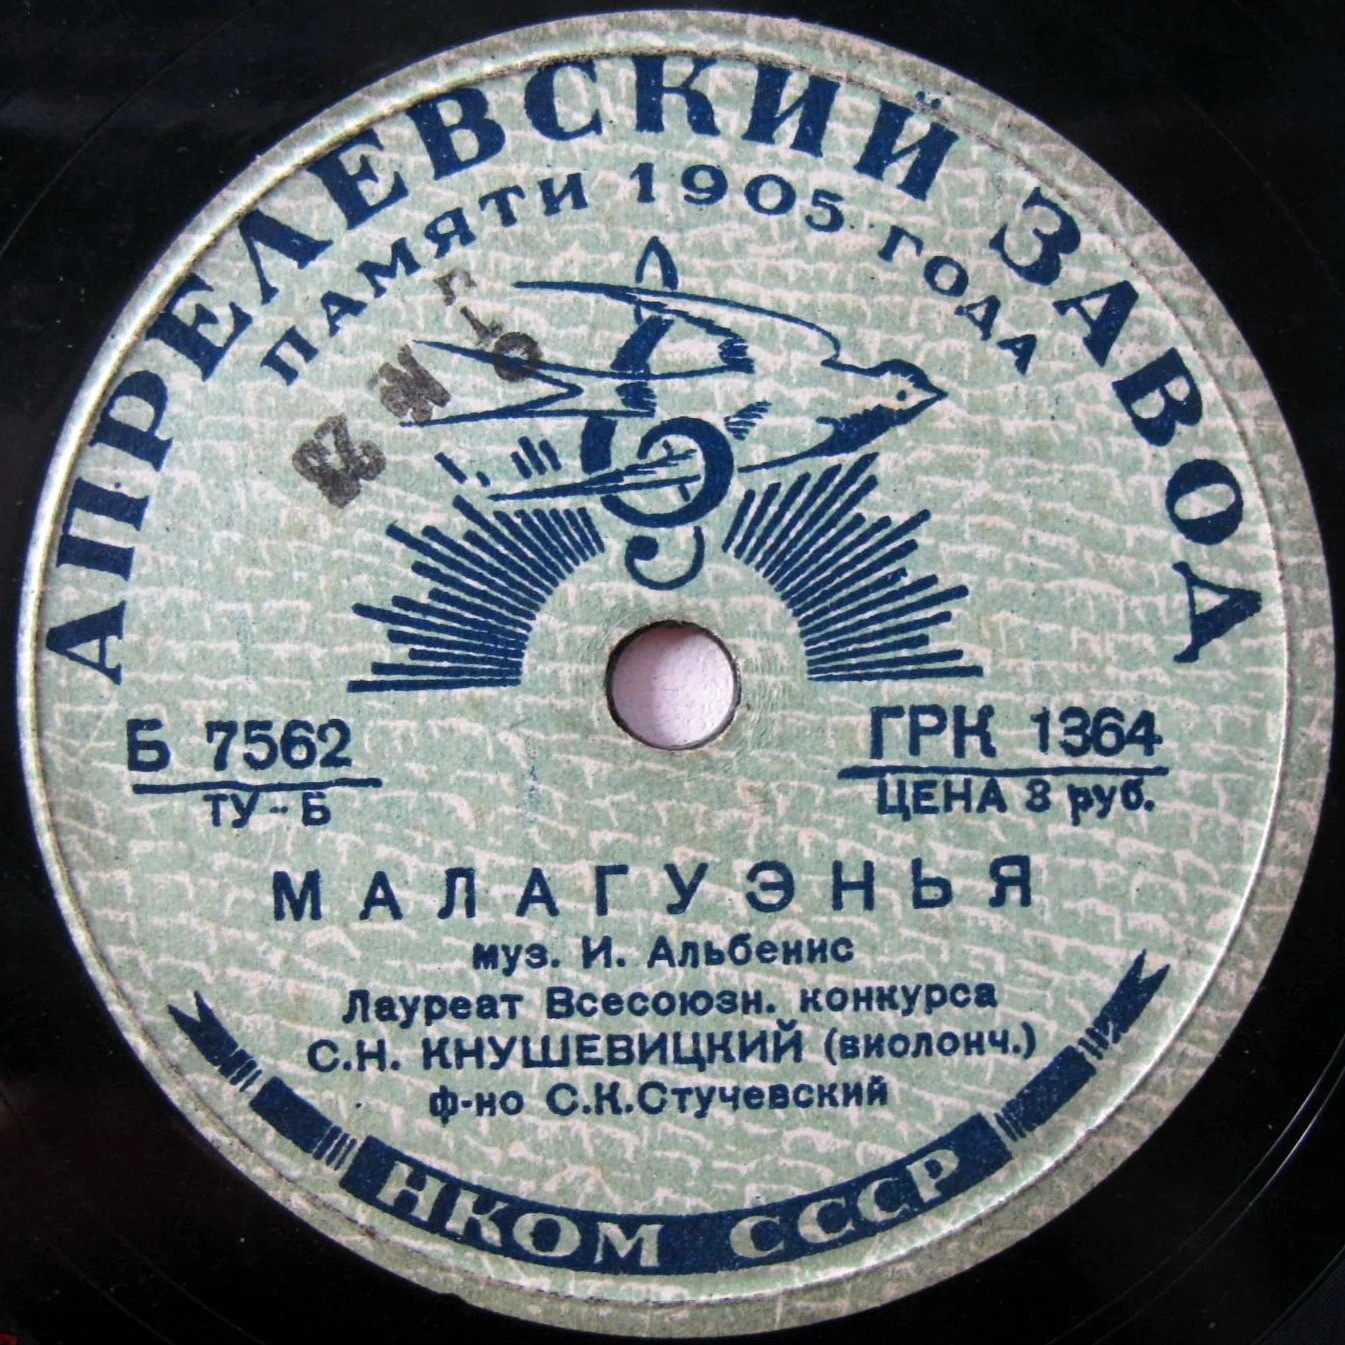 АПРЕЛЕВСКИЙ ЗАВОД
ПАМЯТИ 1905 ГОДА
Б 7562
ТУ-Б
ГРК 1364
ЦЕНА 3 руб.
МАЛАГУЭНЬЯ
муз. И. Альбенис
Лауреат Всесоюзн. конкурса
С.Н. КНУШЕВИЦКИЙ (виолонч.)
ф-но С.К.Стучевский
НКОМ СССР